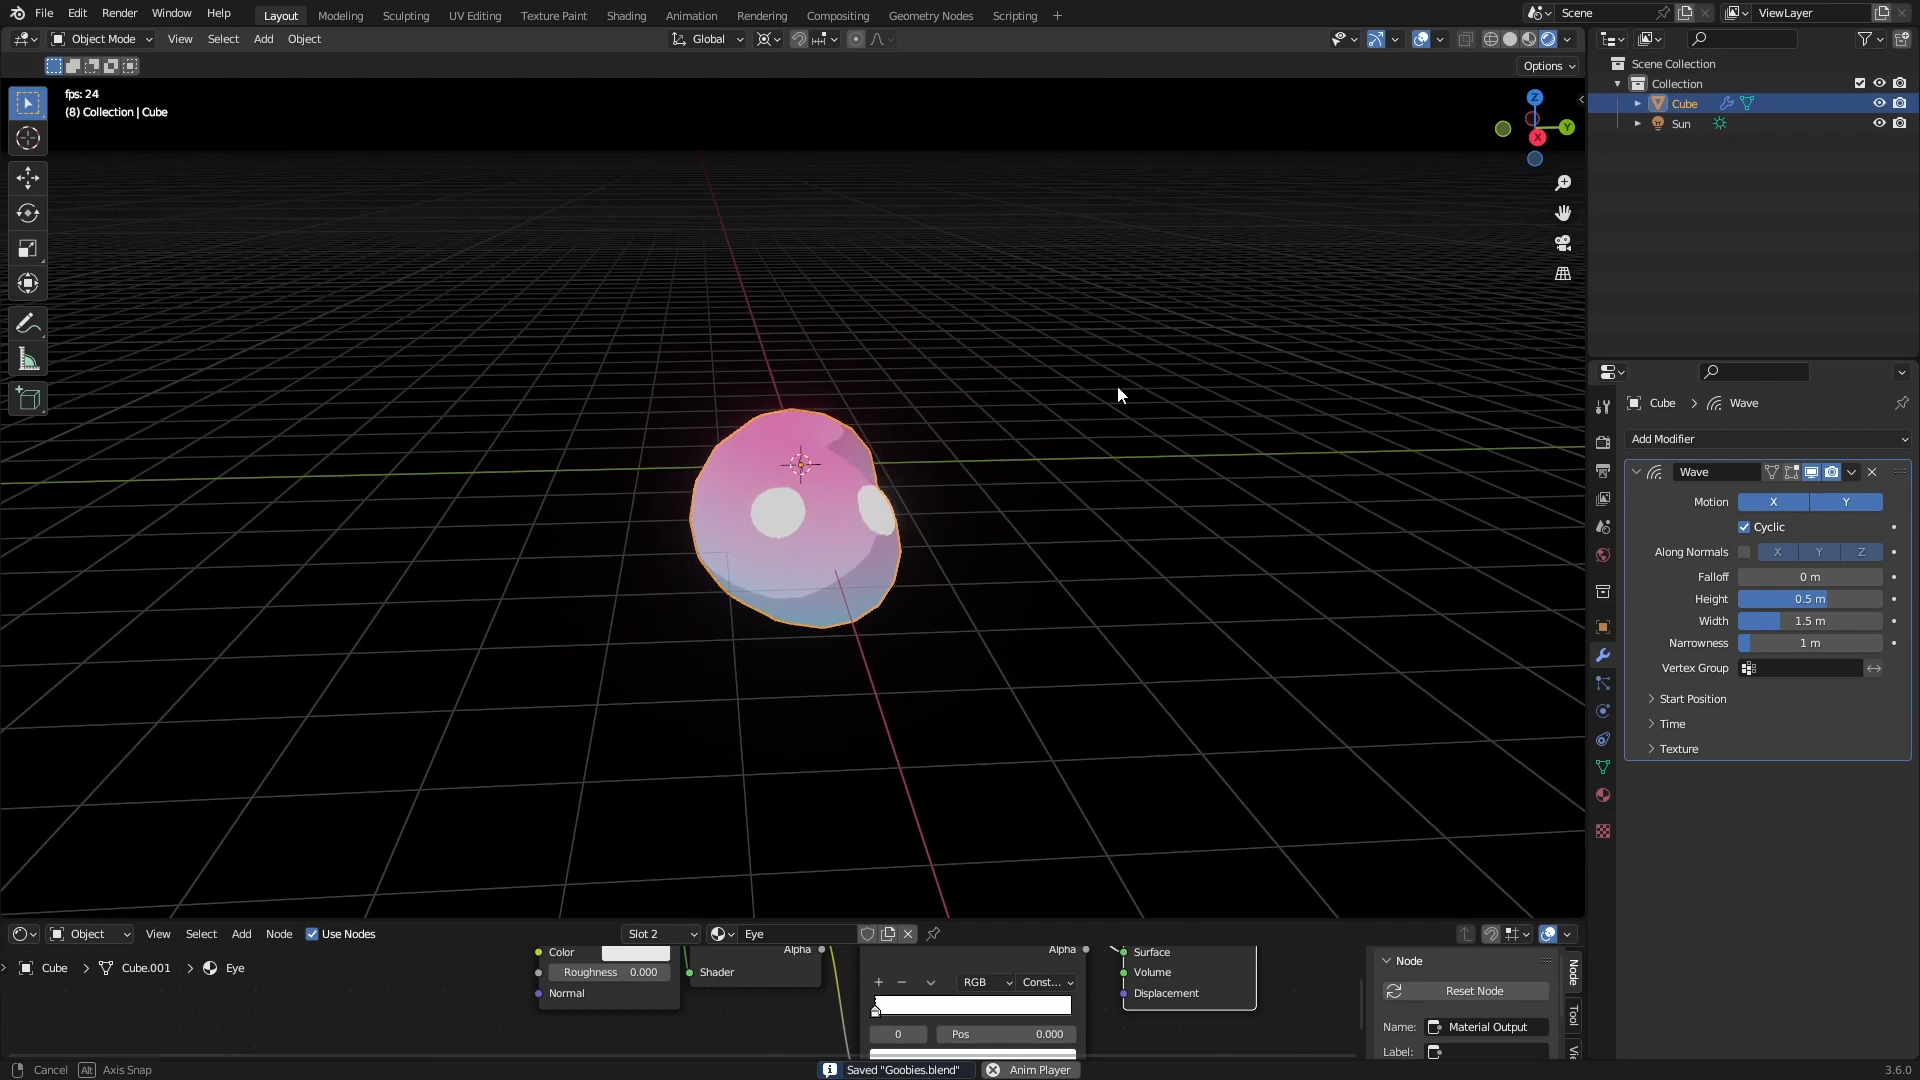 File Edit Render Window Help Layout Modeling Sculpting UV Editing Texture Paint Shading Animation Rendering Compositing Geometry Nodes Scripting + Scene ViewLayer
Object Mode View Select Add Object Global
Options
fps: 24
(8) Collection | Cube
Z
Y
X
Scene Collection
Collection
Cube
Sun
Cube > Wave
Add Modifier
Wave
Motion X Y
Cyclic
Along Normals X Y Z
Falloff 0 m
Height 0.5 m
Width 1.5 m
Narrowness 1 m
Vertex Group
Start Position
Time
Texture
Object View Select Add Node Use Nodes Slot 2 Eye
Cube > Cube.001 > Eye
Color
Roughness 0.000
Normal
Alpha
Shader
Alpha
RGB Const...
0 Pos 0.000
Surface
Volume
Displacement
Node
Reset Node
Name: Material Output
Label:
Node
Tool
Cancel Alt Axis Snap Saved "Goobies.blend" Anim Player 3.6.0